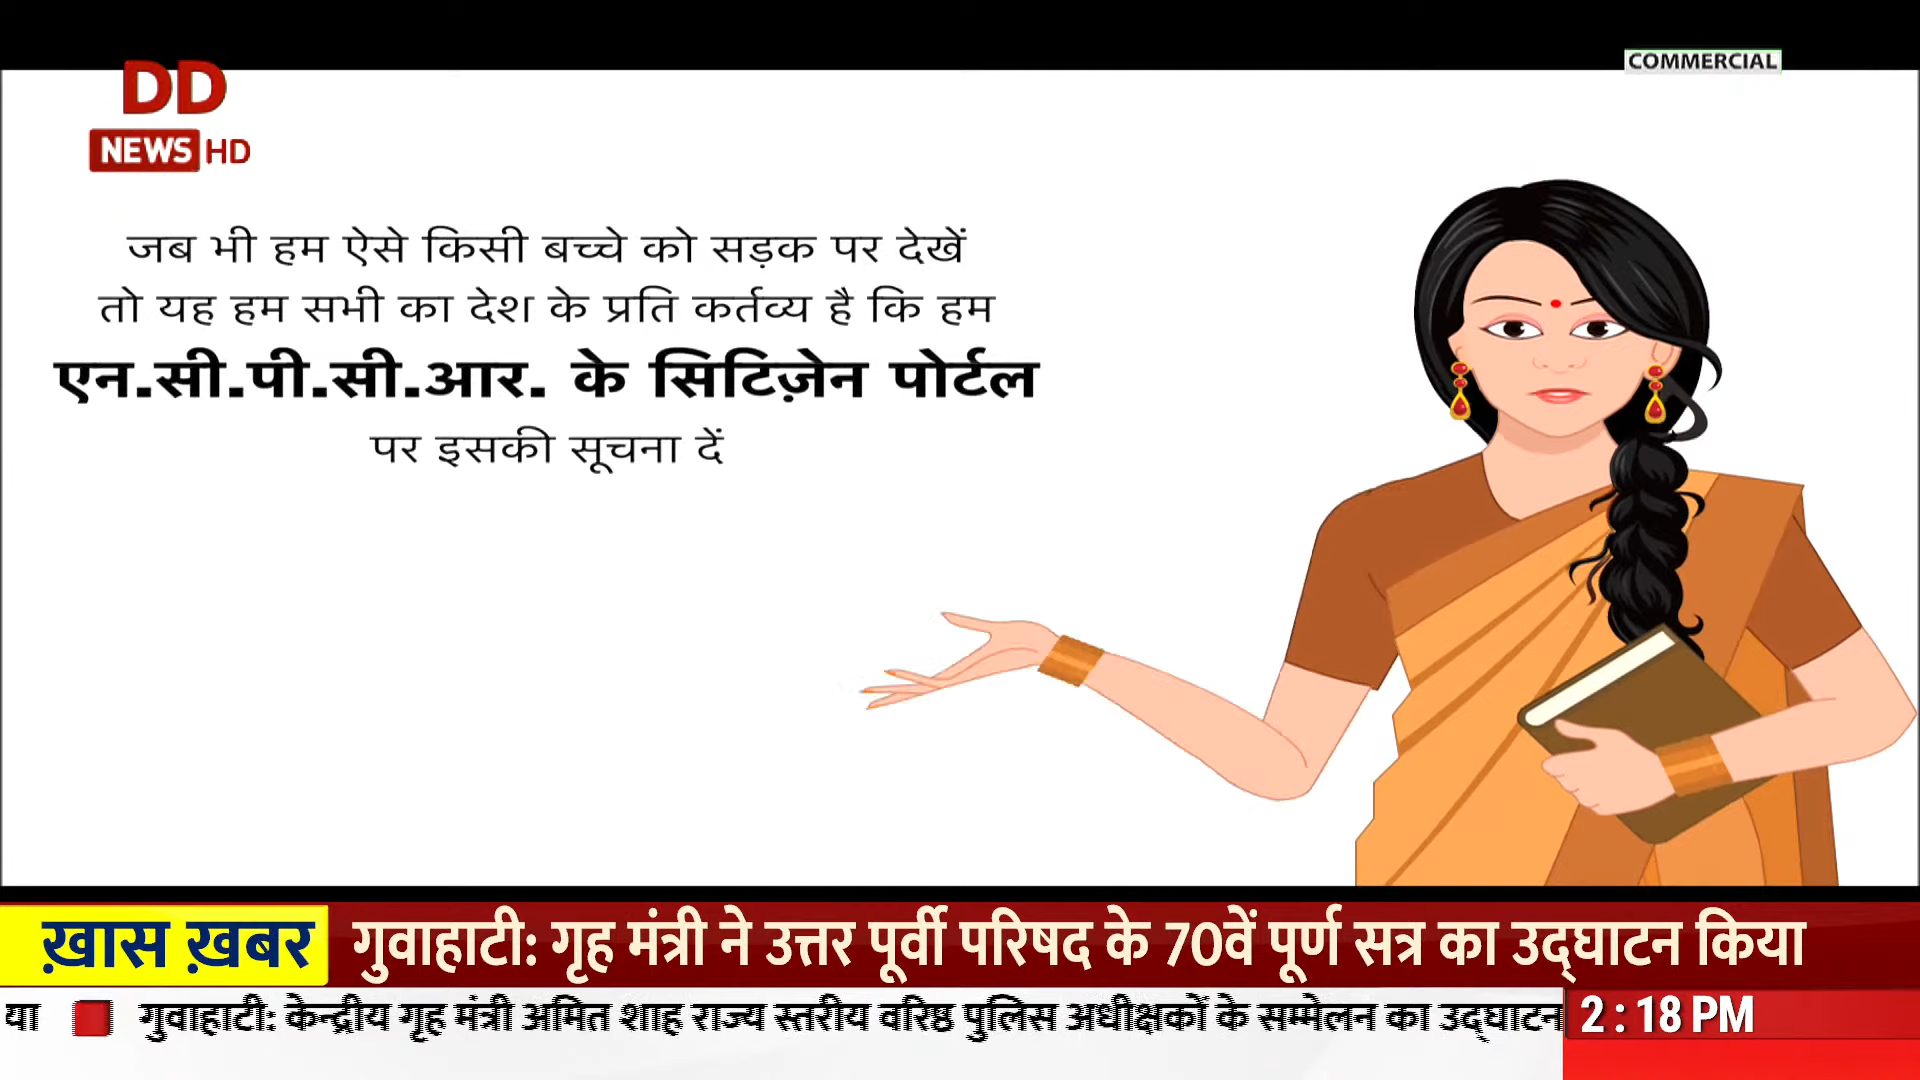 COMMERCIAL
DD
NEWS HD
जब भी हम ऐसे किसी बच्चे को सड़क पर देखें
तो यह हम सभी का देश के प्रति कर्तव्य है कि हम
एन.सी.पी.सी.आर. के सिटिज़ेन पोर्टल
पर इसकी सूचना दें
ख़ास ख़बर
गुवाहाटी: गृह मंत्री ने उत्तर पूर्वी परिषद के 70वें पूर्ण सत्र का उद्घाटन किया
या गुवाहाटी: केन्द्रीय गृह मंत्री अमित शाह राज्य स्तरीय वरिष्ठ पुलिस अधीक्षकों के सम्मेलन का उद्घाटन
2 : 18 PM